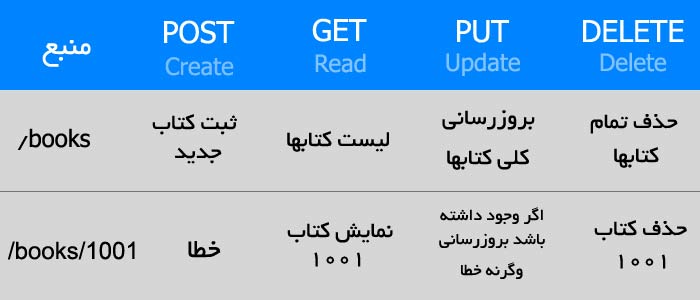 منبع
POST
Create
GET
Read
PUT
Update
DELETE
Delete
/books
ثبت کتاب
جدید
لیست کتابها
بروزرسانی
کلی کتابها
حذف تمام
کتابها
/books/1001
خطا
نمایش کتاب
۱۰۰۱
اگر وجود داشته
باشد بروزرسانی
وگرنه خطا
حذف کتاب
۱۰۰۱